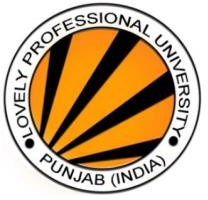 LOVELY PROFESSIONAL UNIVERSITY
PUNJAB (INDIA)